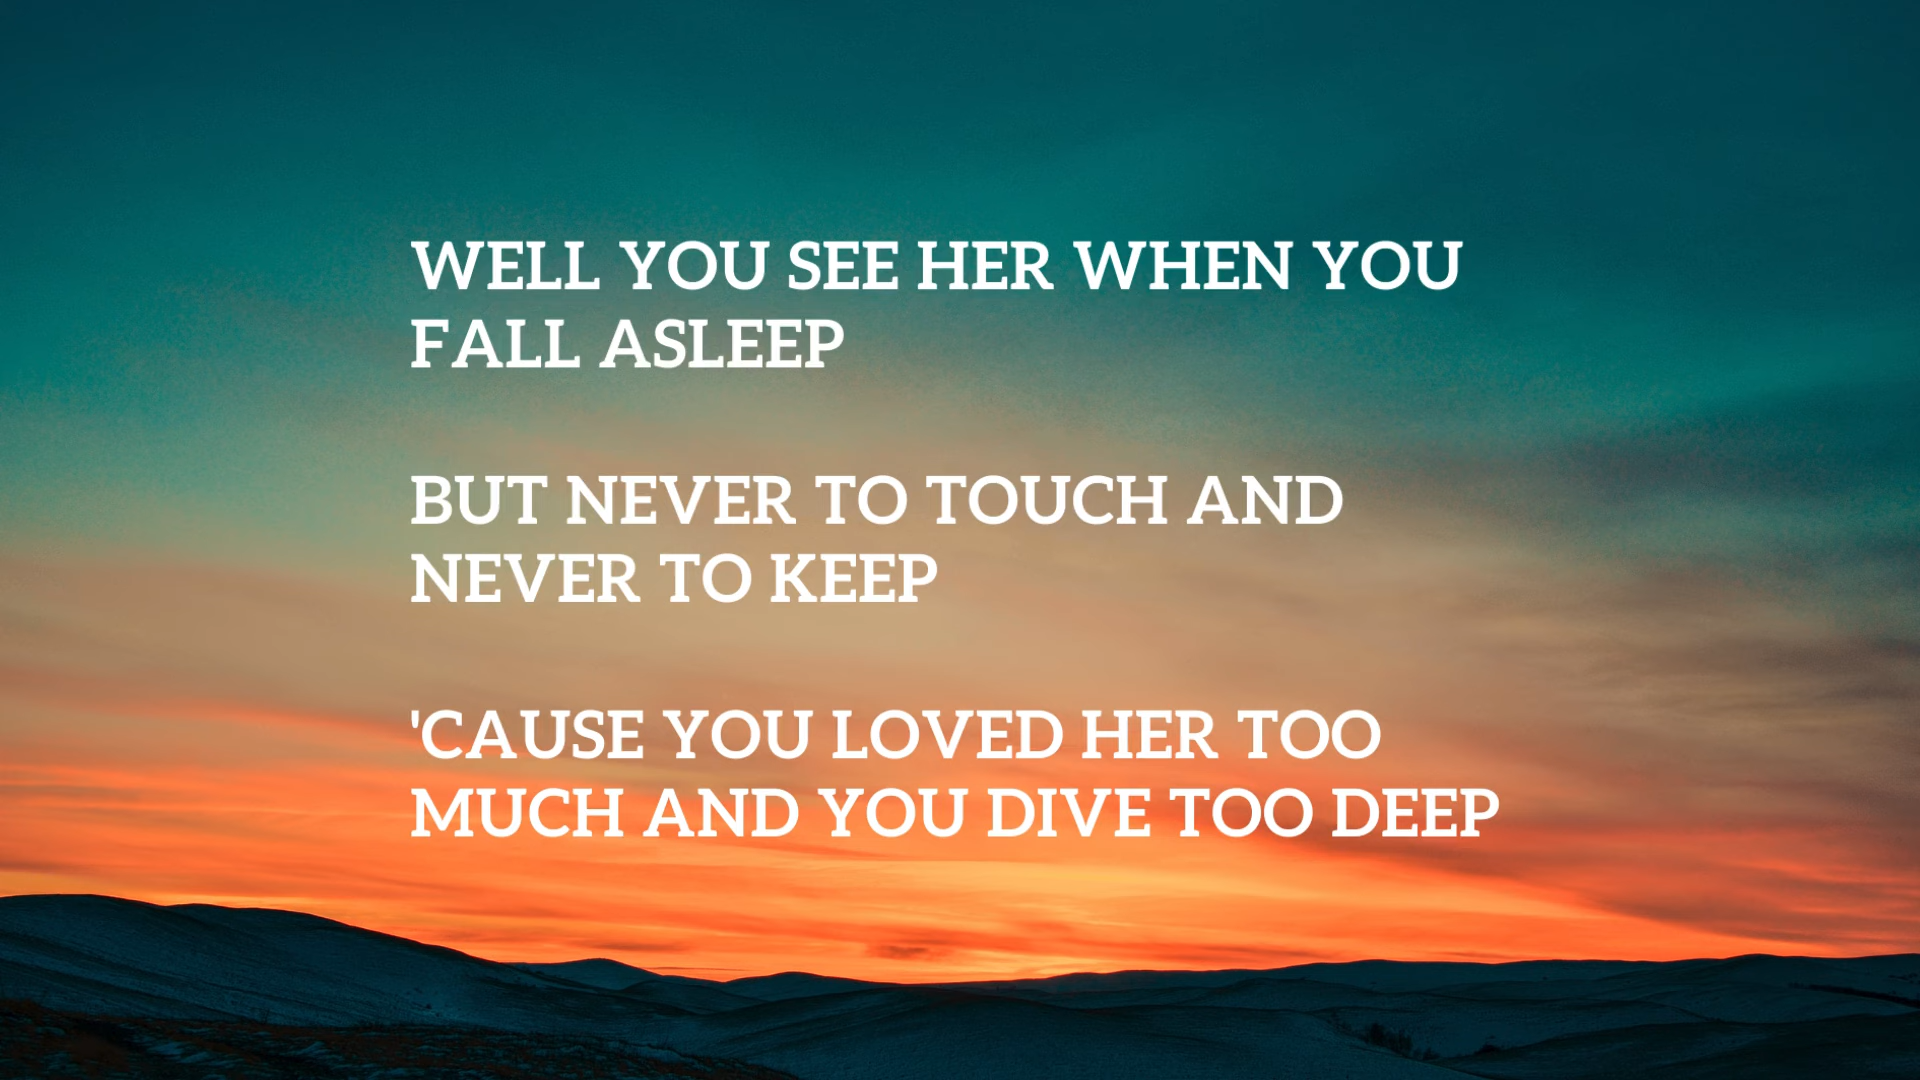 WELL YOU SEE HER WHEN YOU
FALL ASLEEP
BUT NEVER TO TOUCH AND
NEVER TO KEEP
'CAUSE YOU LOVED HER TOO
MUCH AND YOU DIVE TOO DEEP